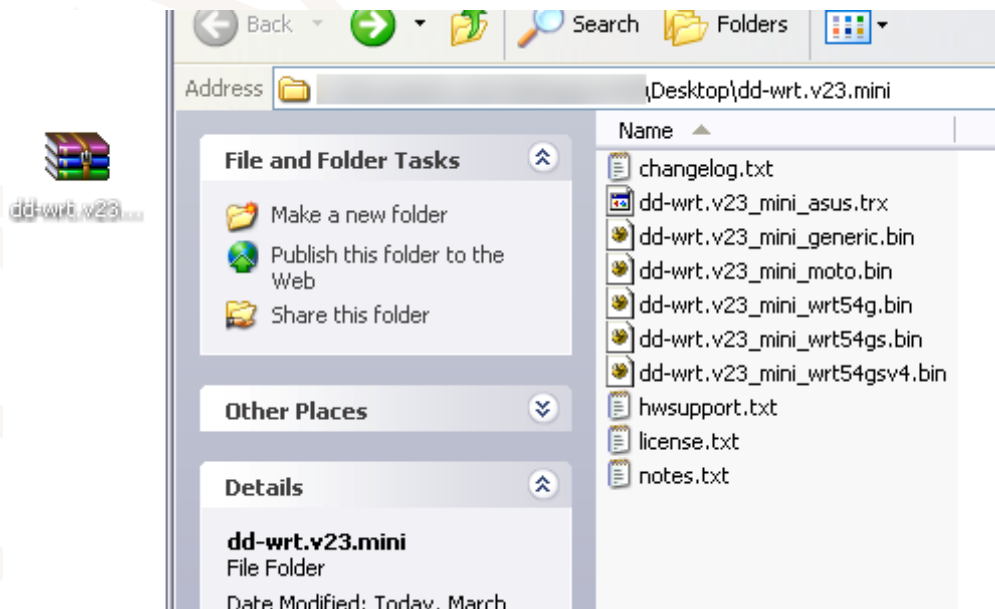 Back
Search
Folders
Address
\Desktop\dd-wrt.v23.mini
dd-wrt.v23....
File and Folder Tasks
Make a new folder
Publish this folder to the
Web
Share this folder
Other Places
Details
dd-wrt.v23.mini
File Folder
Date Modified: Today, March
Name
changelog.txt
dd-wrt.v23_mini_asus.trx
dd-wrt.v23_mini_generic.bin
dd-wrt.v23_mini_moto.bin
dd-wrt.v23_mini_wrt54g.bin
dd-wrt.v23_mini_wrt54gs.bin
dd-wrt.v23_mini_wrt54gsv4.bin
hwsupport.txt
license.txt
notes.txt